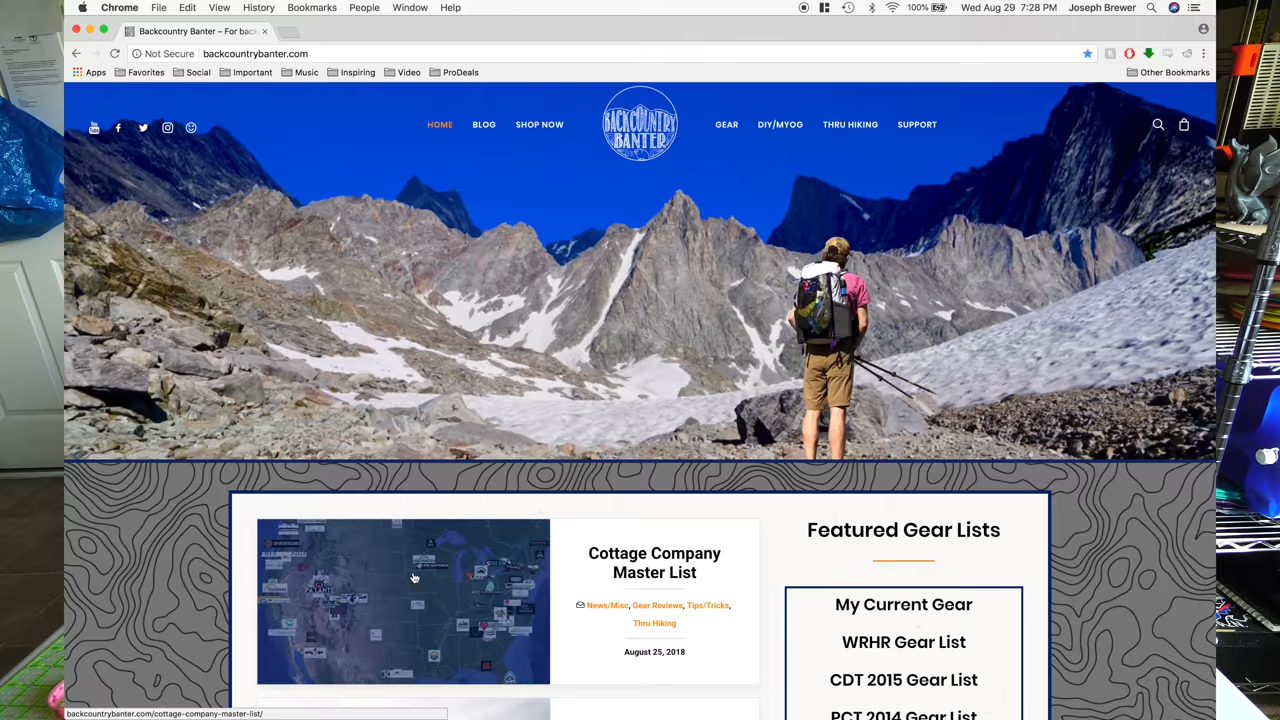 Chrome File Edit View History Bookmarks People Window Help
100% Wed Aug 29 7:28 PM Joseph Brewer
Backcountry Banter – For back
Not Secure backcountrybanter.com
Apps Favorites Social Important Music Inspiring Video ProDeals Other Bookmarks
HOME BLOG SHOP NOW BACKCOUNTRY BANTER GEAR DIY/MYOG THRU HIKING SUPPORT
Featured Gear Lists
Cottage Company
Master List
News/Misc, Gear Reviews, Tips/Tricks,
Thru Hiking
August 25, 2018
My Current Gear
WRHR Gear List
CDT 2015 Gear List
PCT 2014 Gear List
backcountrybanter.com/cottage-company-master-list/